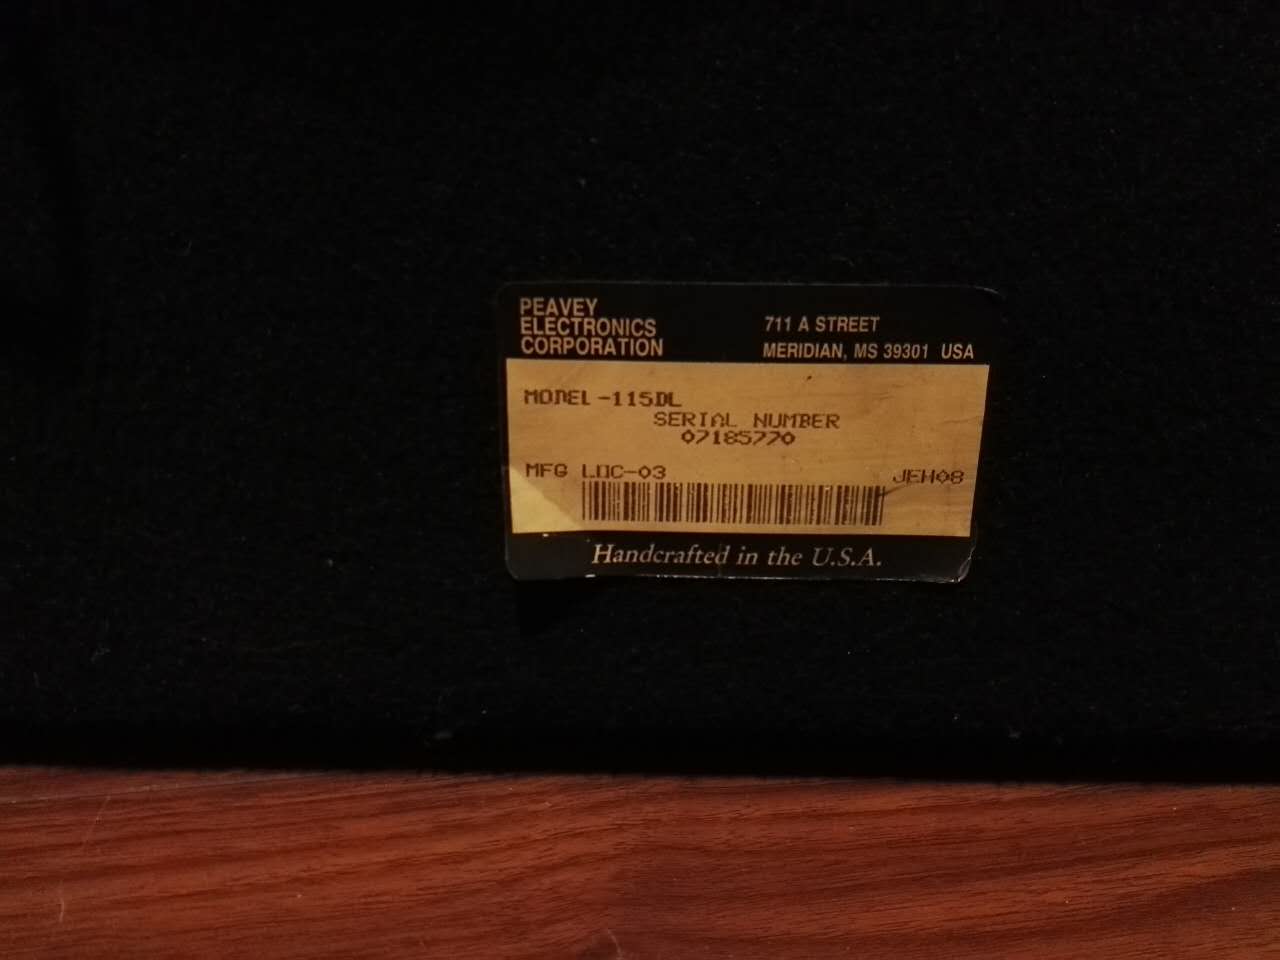 PEAVEY
ELECTRONICS
CORPORATION
711 A STREET
MERIDIAN, MS 39301 USA
MODEL-115DL
SERIAL NUMBER
07185770
MFG LOC-03
JEH08
Handcrafted in the U.S.A.